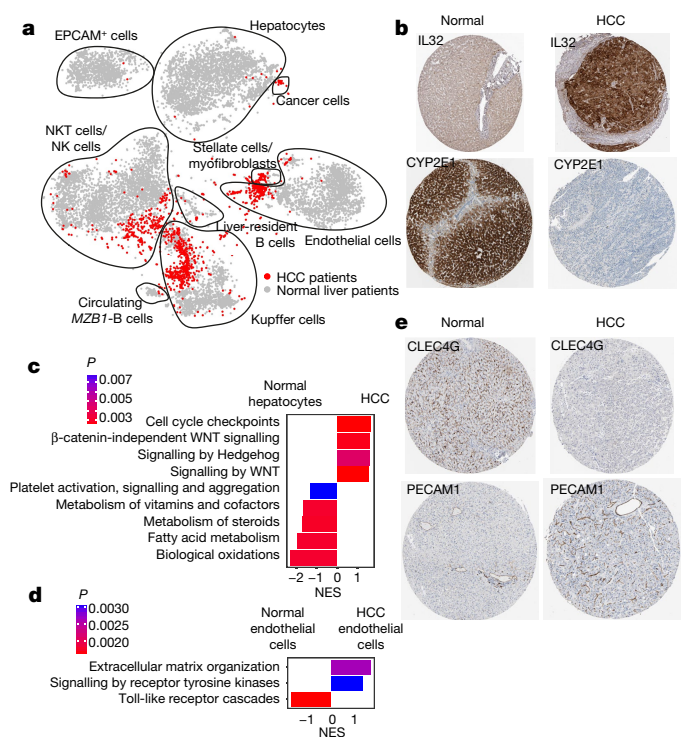 a
EPCAM⁺ cells
Hepatocytes
Cancer cells
NKT cells/
NK cells
Stellate cells/
myofibroblasts
Liver-resident
B cells
Endothelial cells
HCC patients
Normal liver patients
Circulating
MZB1-B cells
Kupffer cells
b
Normal
HCC
IL32
IL32
CYP2E1
CYP2E1
c
P
0.007
0.005
0.003
Normal
hepatocytes
HCC
Cell cycle checkpoints
β-catenin-independent WNT signalling
Signalling by Hedgehog
Signalling by WNT
Platelet activation, signalling and aggregation
Metabolism of vitamins and cofactors
Metabolism of steroids
Fatty acid metabolism
Biological oxidations
−2 −1 0 1
NES
d
P
0.0030
0.0025
0.0020
Normal
endothelial
cells
HCC
endothelial
cells
Extracellular matrix organization
Signalling by receptor tyrosine kinases
Toll-like receptor cascades
−1 0 1
NES
e
Normal
HCC
CLEC4G
CLEC4G
PECAM1
PECAM1